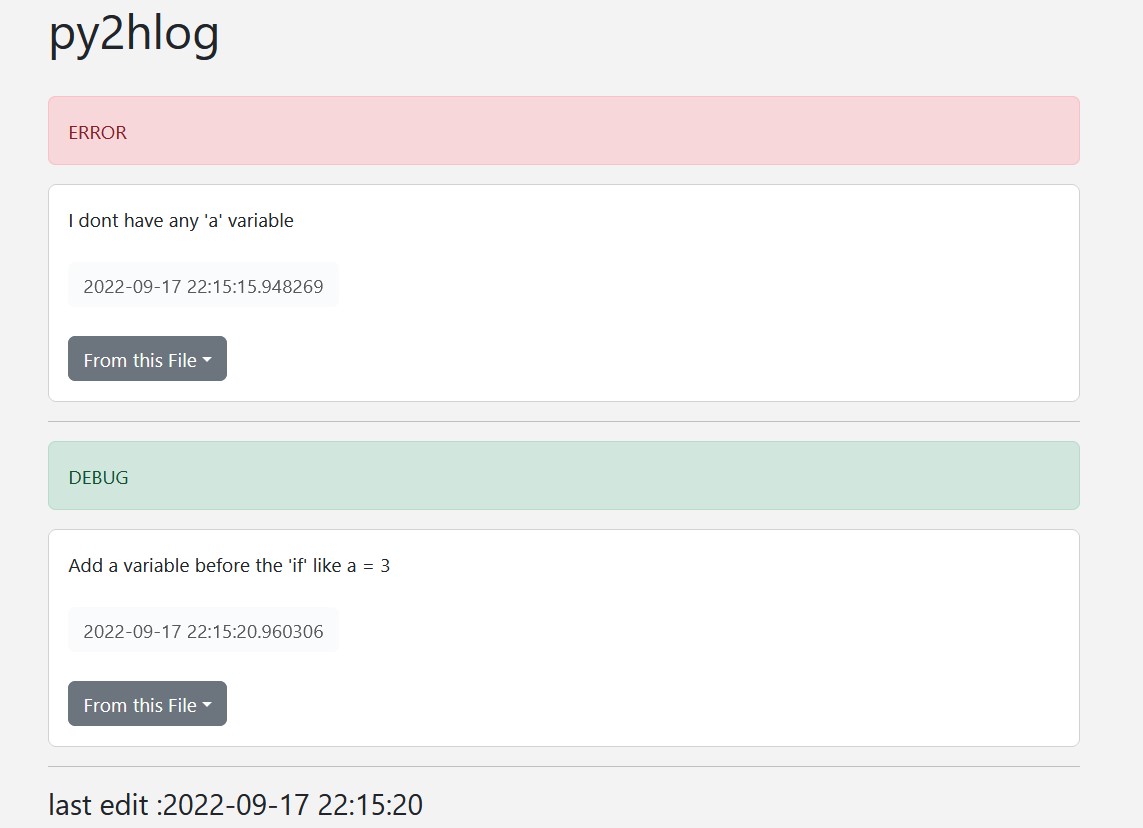 py2hlog
ERROR
I dont have any 'a' variable
2022-09-17 22:15:15.948269
From this File
DEBUG
Add a variable before the 'if' like a = 3
2022-09-17 22:15:20.960306
From this File
last edit :2022-09-17 22:15:20